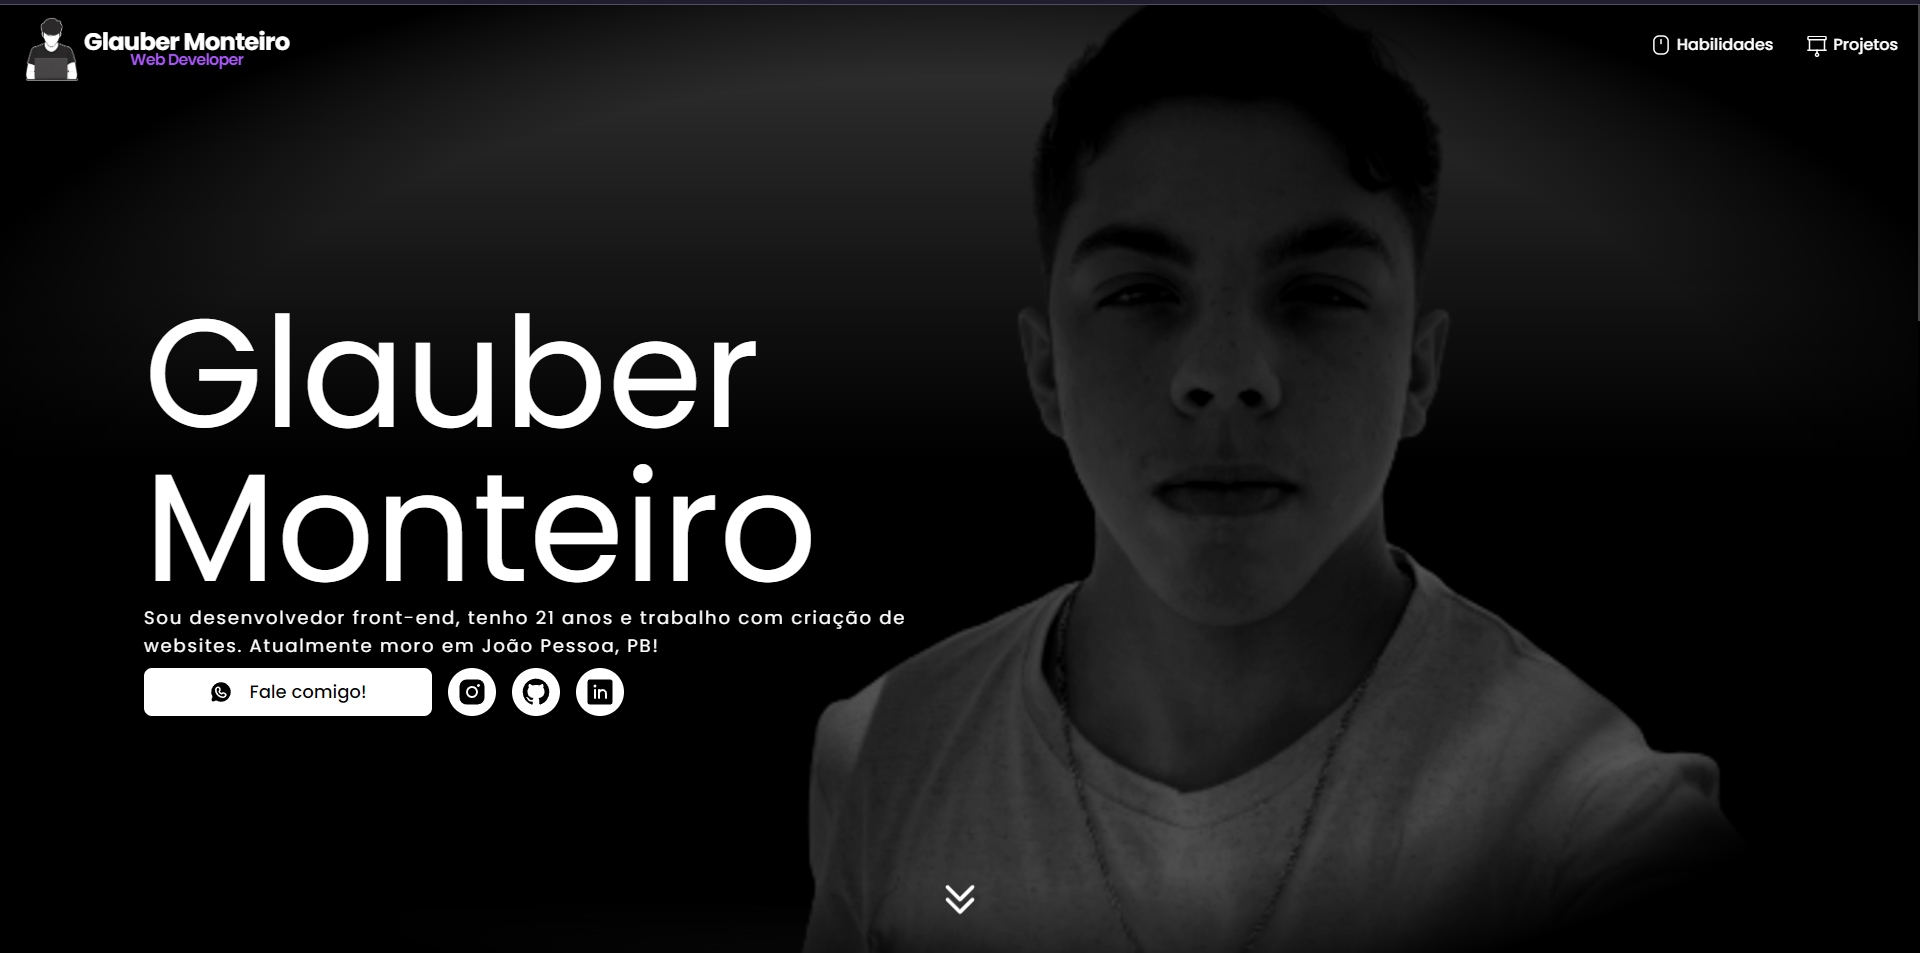 Glauber Monteiro
Web Developer
Habilidades
Projetos
Glauber
Monteiro
Sou desenvolvedor front-end, tenho 21 anos e trabalho com criação de
websites. Atualmente moro em João Pessoa, PB!
Fale comigo!
in